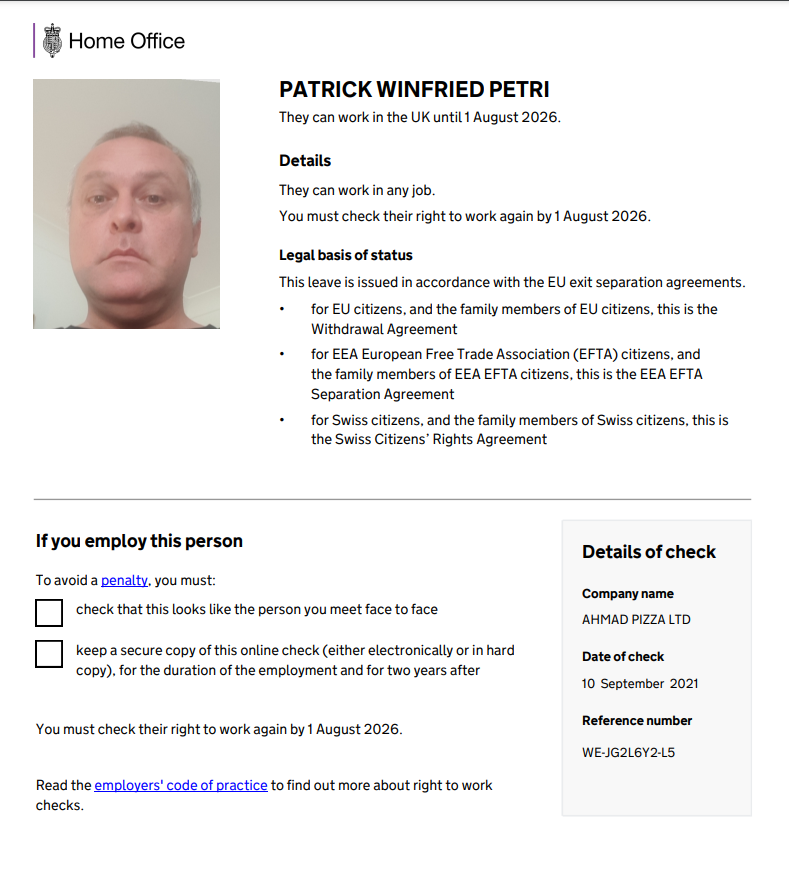 Home Office
PATRICK WINFRIED PETRI
They can work in the UK until 1 August 2026.
Details
They can work in any job.
You must check their right to work again by 1 August 2026.
Legal basis of status
This leave is issued in accordance with the EU exit separation agreements.
• for EU citizens, and the family members of EU citizens, this is the
Withdrawal Agreement
• for EEA European Free Trade Association (EFTA) citizens, and
the family members of EEA EFTA citizens, this is the EEA EFTA
Separation Agreement
• for Swiss citizens, and the family members of Swiss citizens, this is
the Swiss Citizens’ Rights Agreement
If you employ this person
To avoid a penalty, you must:
check that this looks like the person you meet face to face
keep a secure copy of this online check (either electronically or in hard
copy), for the duration of the employment and for two years after
You must check their right to work again by 1 August 2026.
Read the employers' code of practice to find out more about right to work
checks.
Details of check
Company name
AHMAD PIZZA LTD
Date of check
10 September 2021
Reference number
WE-JG2L6Y2-L5